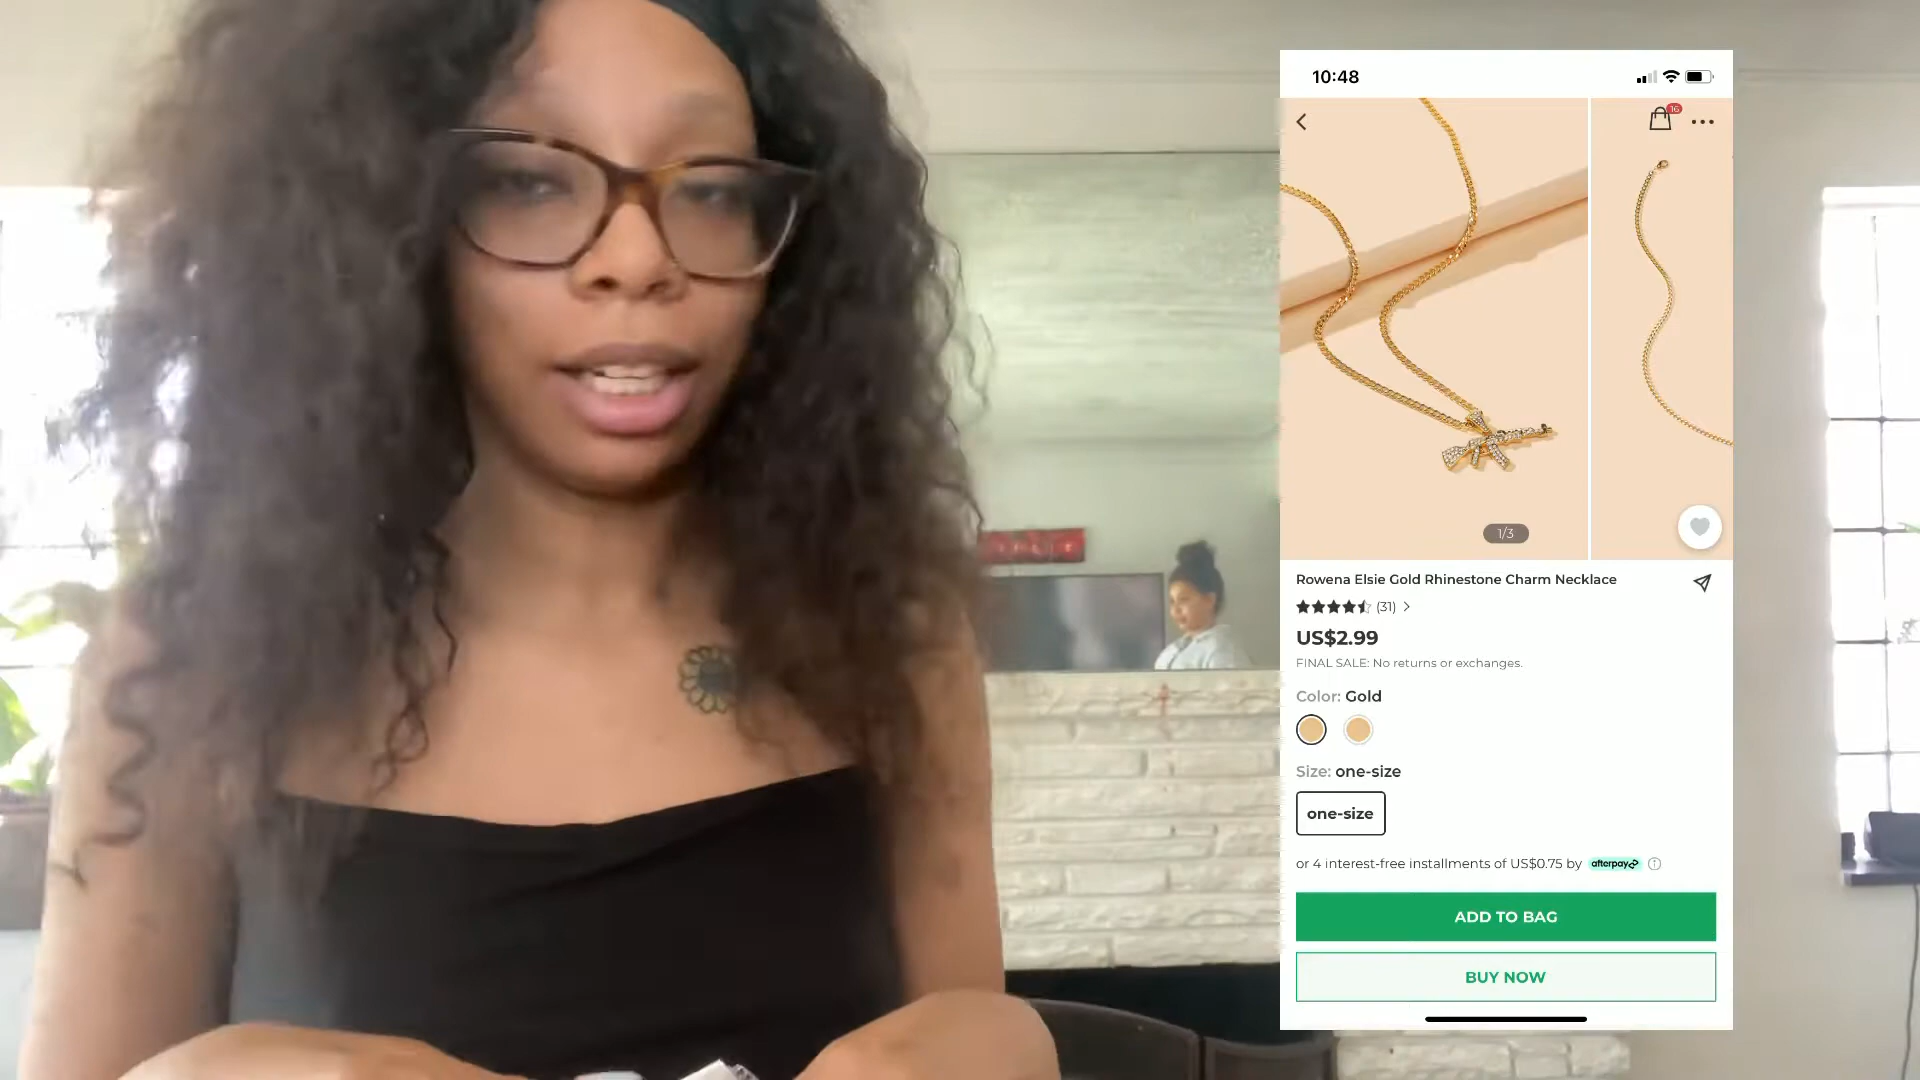 10:48
16
1/3
Rowena Elsie Gold Rhinestone Charm Necklace
(31)
US$2.99
FINAL SALE: No returns or exchanges.
Color: Gold
Size: one-size
one-size
or 4 interest-free installments of US$0.75 by afterpay
ADD TO BAG
BUY NOW